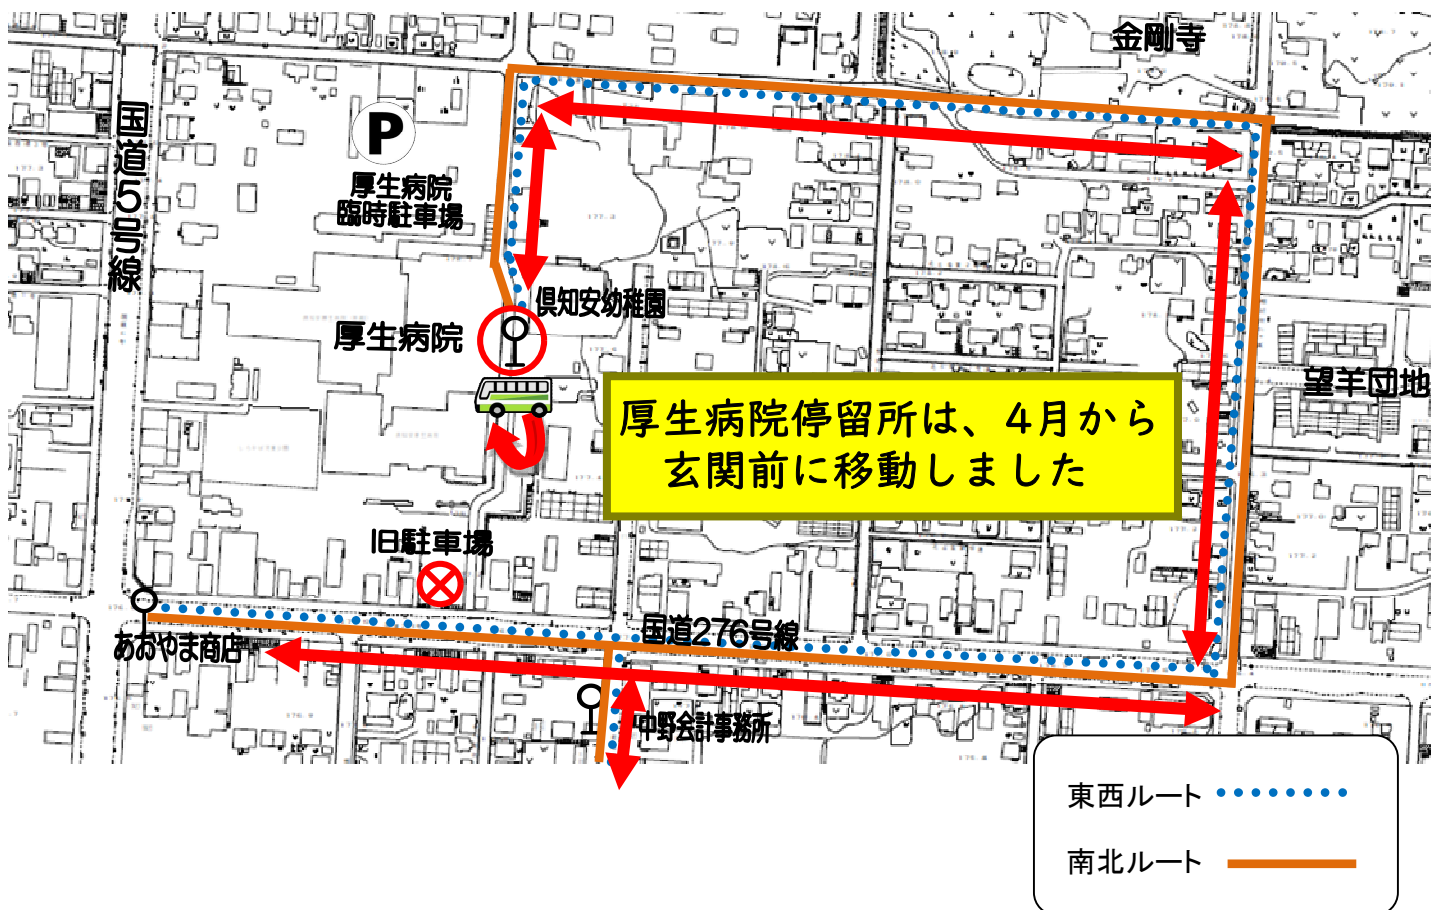 金剛寺
国道5号線
P
厚生病院
臨時駐車場
倶知安幼稚園
厚生病院
望羊団地
厚生病院停留所は、4月から
玄関前に移動しました
旧駐車場
国道276号線
あおやま商店
中野会計事務所
東西ルート
南北ルート